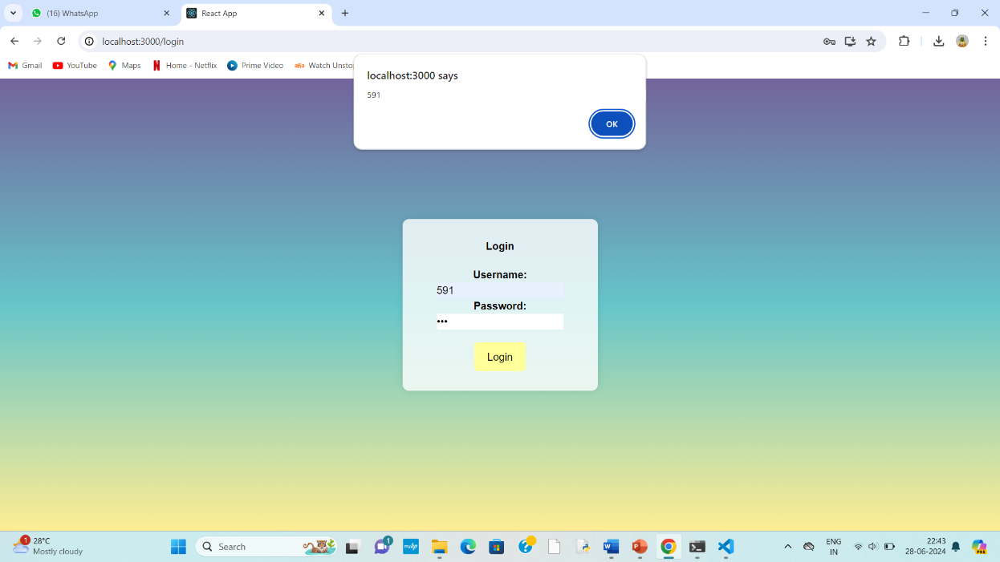 (16) WhatsApp
React App
localhost:3000/login
Gmail
YouTube
Maps
Home - Netflix
Prime Video
Watch Unsto
localhost:3000 says
591
OK
Login
Username:
591
Password:
•••
Login
1
28°C
Mostly cloudy
Search
1
mulip
W
P
ENG
IN
22:43
28-06-2024
PRE